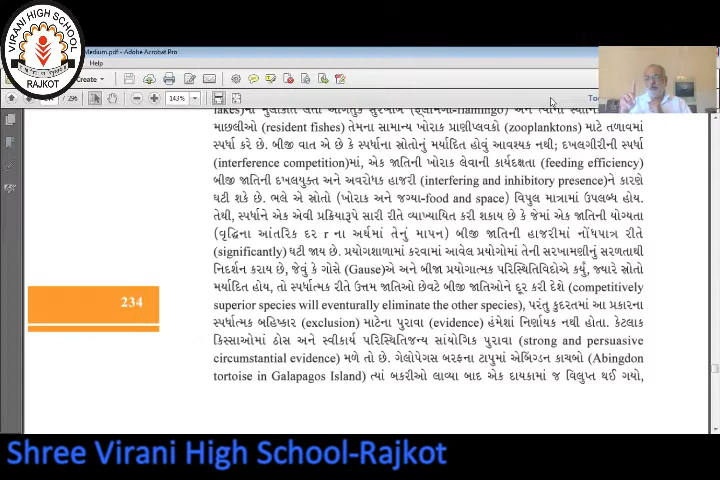 VIRANI HIGH SCHOOL
RAJKOT
Medium.pdf - Adobe Acrobat Pro
Help
Create
/ 296
143%
lakes)માં મુલાકાત લેતા આગંતુક સુરખાબ અને
માછલીઓ (resident fishes) તેમના સામાન્ય ખોરાક પ્રાણીપ્લવકો (zooplanktons) માટે તળાવમાં
સ્પર્ધા કરે છે. બીજી વાત એ છે કે સ્પર્ધાના સ્રોતોનું મર્યાદિત હોવું આવશ્યક નથી; દખલગીરીની સ્પર્ધા
(interference competition)માં, એક જાતિની ખોરાક લેવાની કાર્યદક્ષતા (feeding efficiency)
બીજી જાતિની દખલયુક્ત અને અવરોધક હાજરી (interfering and inhibitory presence)ને કારણે
ઘટી શકે છે. ભલે એ સ્રોતો (ખોરાક અને જગ્યા-food and space) વિપુલ માત્રામાં ઉપલબ્ધ હોય.
તેથી, સ્પર્ધાને એક એવી પ્રક્રિયારૂપે સારી રીતે વ્યાખ્યાયિત કરી શકાય છે કે જેમાં એક જાતિની યોગ્યતા
(વૃદ્ધિના આંતરિક દર r ના અર્થમાં તેનું માપન) બીજી જાતિની હાજરીમાં નોંધપાત્ર રીતે
(significantly) ઘટી જાય છે. પ્રયોગશાળામાં કરવામાં આવેલ પ્રયોગોમાં તેની સરખામણીનું સરળતાથી
નિદર્શન કરાય છે, જેવું કે ગોસે (Gause)એ અને બીજા પ્રયોગાત્મક પરિસ્થિતિવિદોએ કર્યું, જ્યારે સ્રોતો
મર્યાદિત હોય, તો સ્પર્ધાત્મક રીતે ઉત્તમ જાતિઓ છેવટે બીજી જાતિઓને દૂર કરી દેશે (competitively
superior species will eventurally eliminate the other species), પરંતુ કુદરતમાં આ પ્રકારના
સ્પર્ધાત્મક બહિષ્કાર (exclusion) માટેના પુરાવા (evidence) હંમેશાં નિર્ણાયક નથી હોતા. કેટલાક
કિસ્સાઓમાં ઠોસ અને સ્વીકાર્ય પરિસ્થિતિજન્ય સાંયોગિક પુરાવા (strong and persuasive
circumstantial evidence) મળે તો છે. ગેલોપેગસ બરફના ટાપુમાં એબિંગ્ડન કાચબો (Abingdon
tortoise in Galapagos Island) ત્યાં બકરીઓ લાવ્યા બાદ એક દાયકામાં જ વિલુપ્ત થઈ ગયો,
234
Shree Virani High School-Rajkot